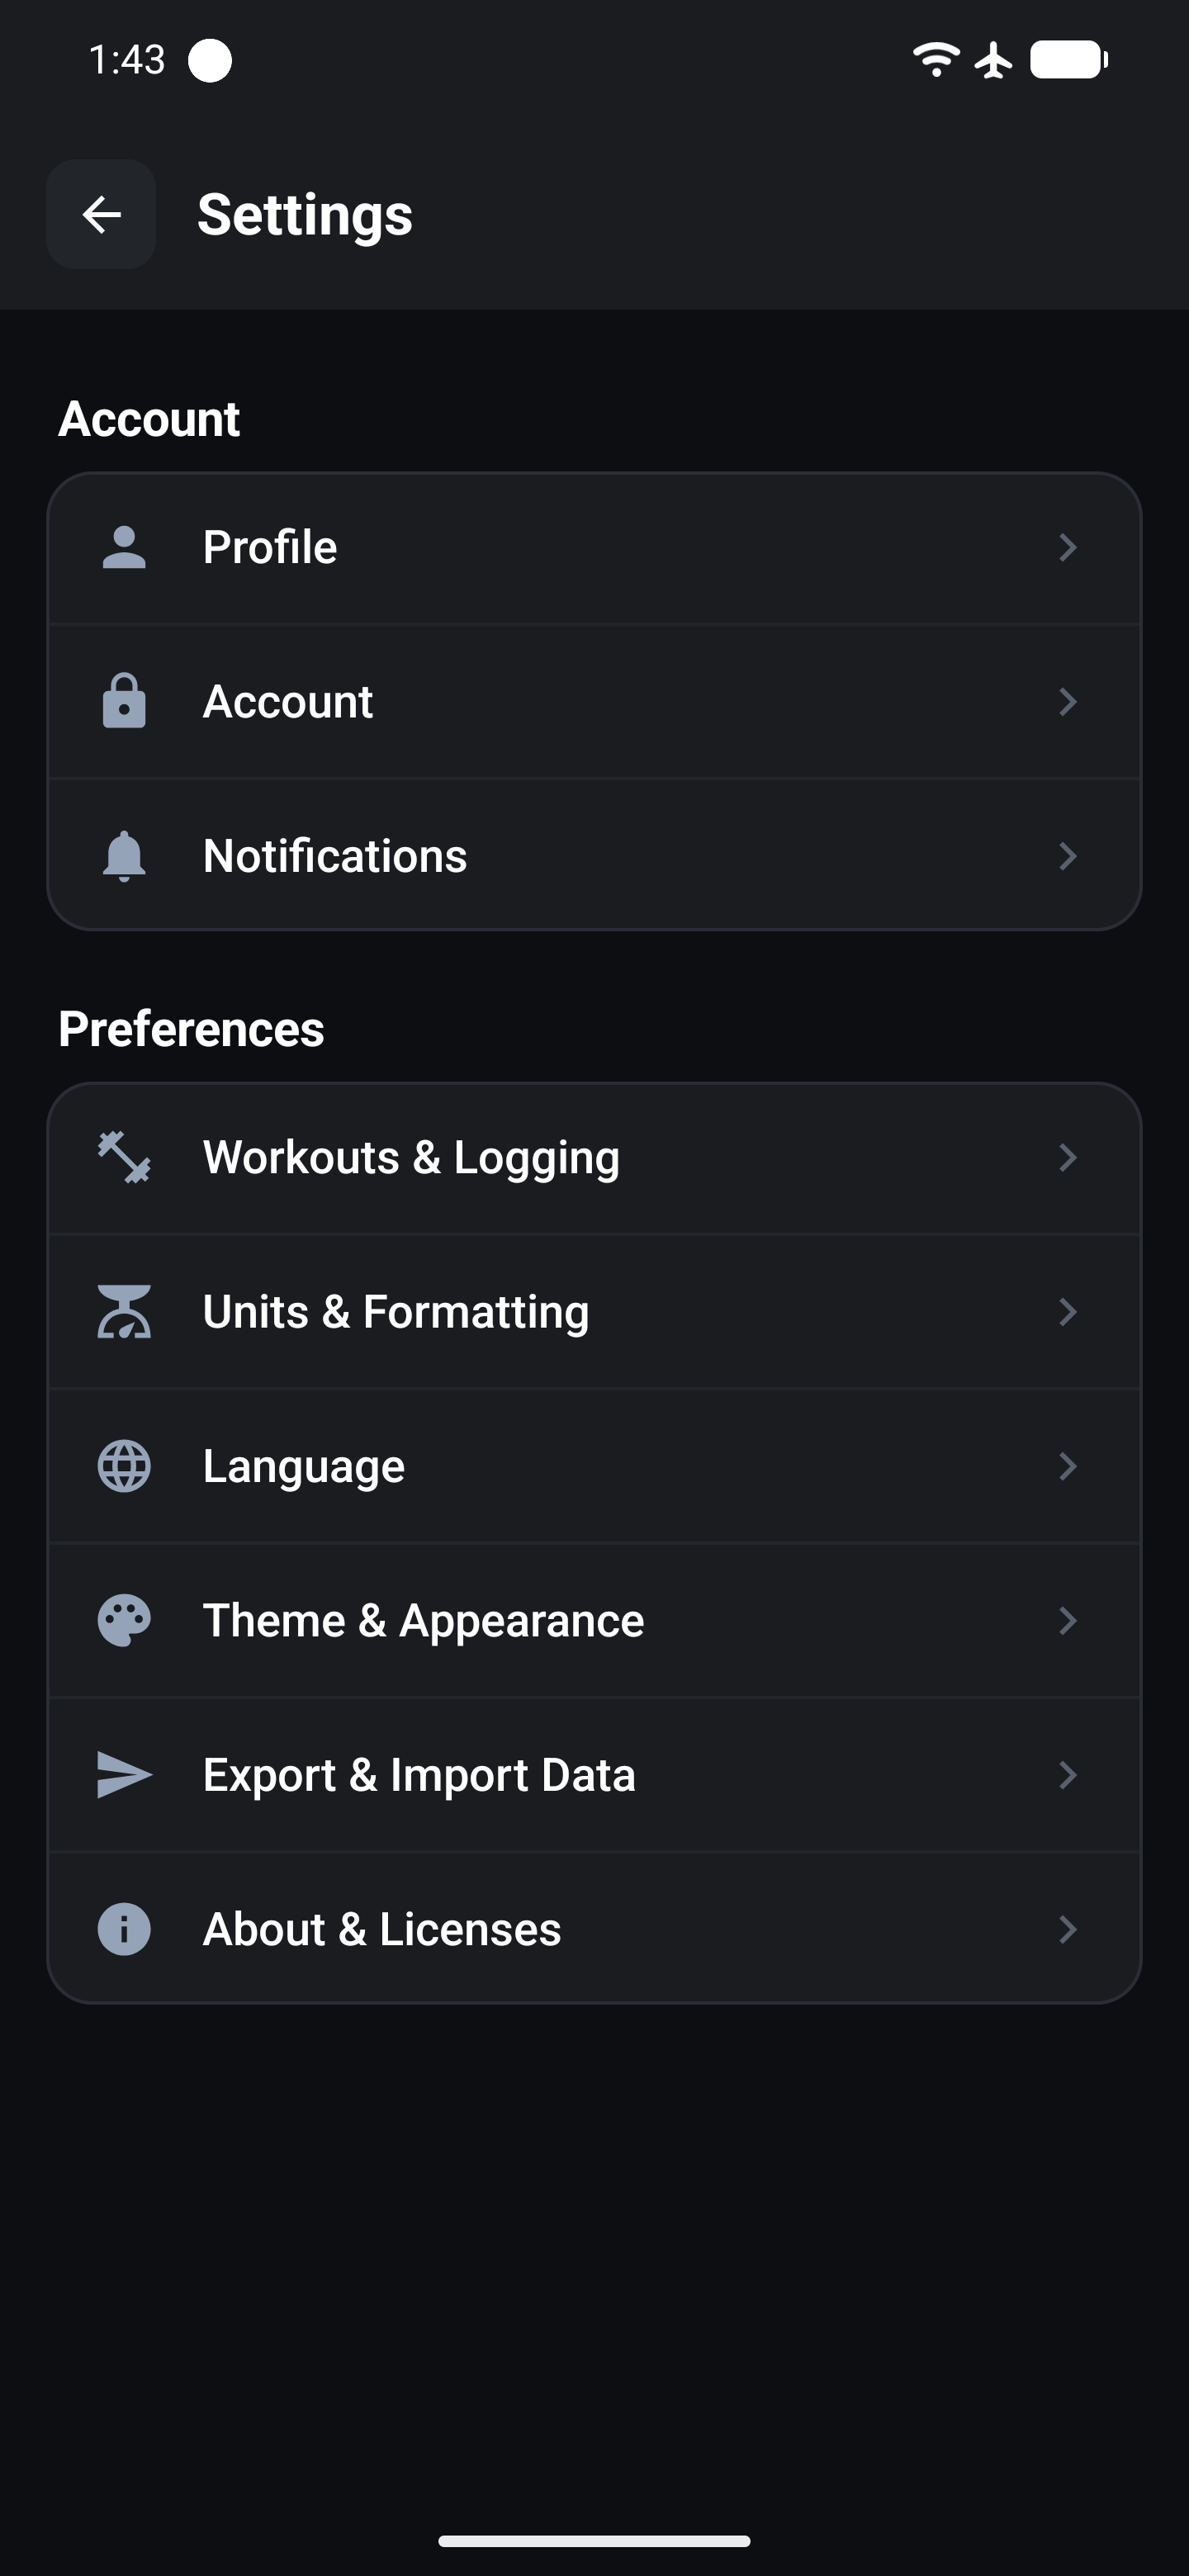 1:43
Settings
Account
Profile
Account
Notifications
Preferences
Workouts & Logging
Units & Formatting
Language
Theme & Appearance
Export & Import Data
About & Licenses